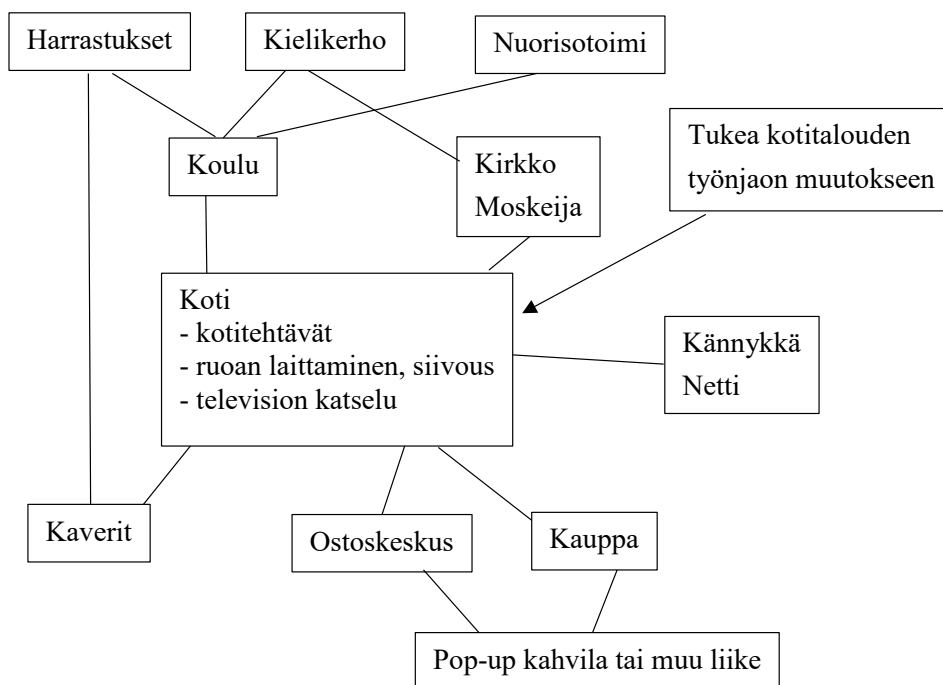 Harrastukset
Kielikerho
Nuorisotoimi
Koulu
Kirkko
Moskeija
Tukea kotitalouden
työnjaon muutokseen
Koti
- kotitehtävät
- ruoan laittaminen, siivous
- television katselu
Kännykkä
Netti
Kaverit
Ostoskeskus
Kauppa
Pop-up kahvila tai muu liike